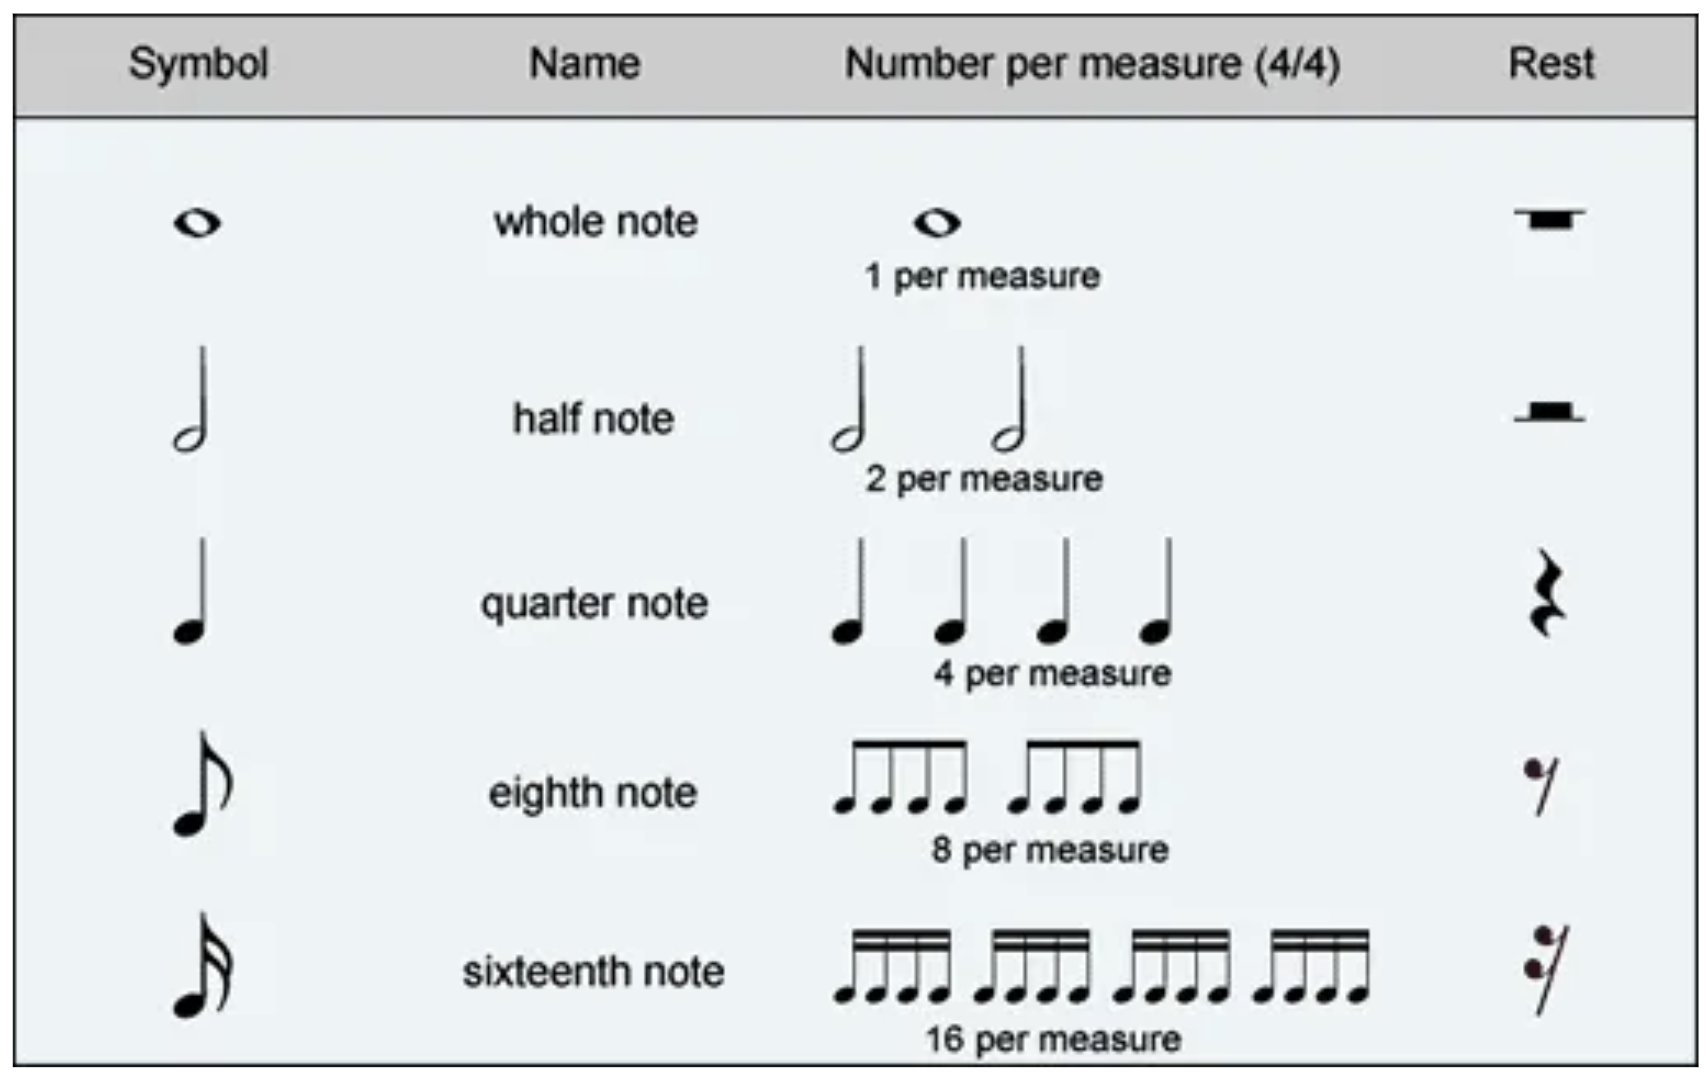 Symbol Name Number per measure (4/4) Rest
whole note
1 per measure
half note
2 per measure
quarter note
4 per measure
eighth note
8 per measure
sixteenth note
16 per measure